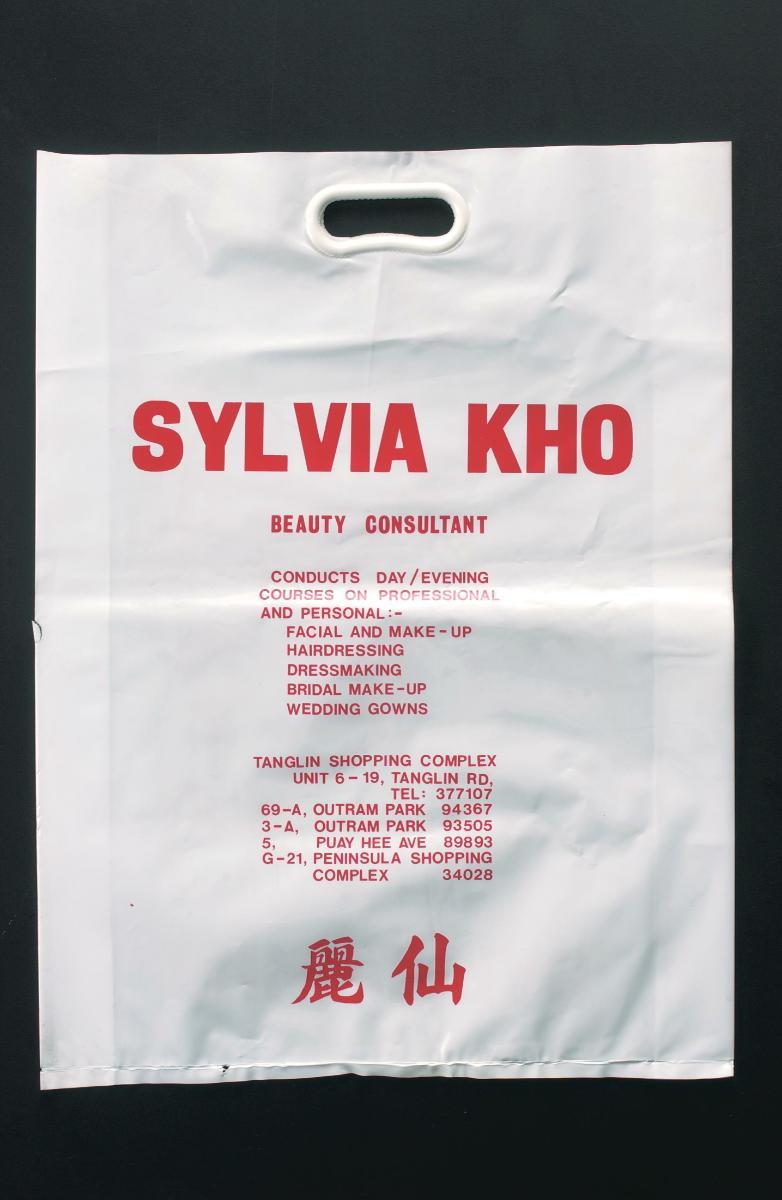 SYLVIA KHO
BEAUTY CONSULTANT
CONDUCTS DAY/EVENING
COURSES ON PROFESSIONAL
AND PERSONAL:-
FACIAL AND MAKE-UP
HAIRDRESSING
DRESSMAKING
BRIDAL MAKE-UP
WEDDING GOWNS
TANGLIN SHOPPING COMPLEX
UNIT 6-19, TANGLIN RD,
TEL: 377107
69-A, OUTRAM PARK 94367
3-A, OUTRAM PARK 93505
5, PUAY HEE AVE 89893
G-21, PENINSULA SHOPPING
COMPLEX 34028
麗仙